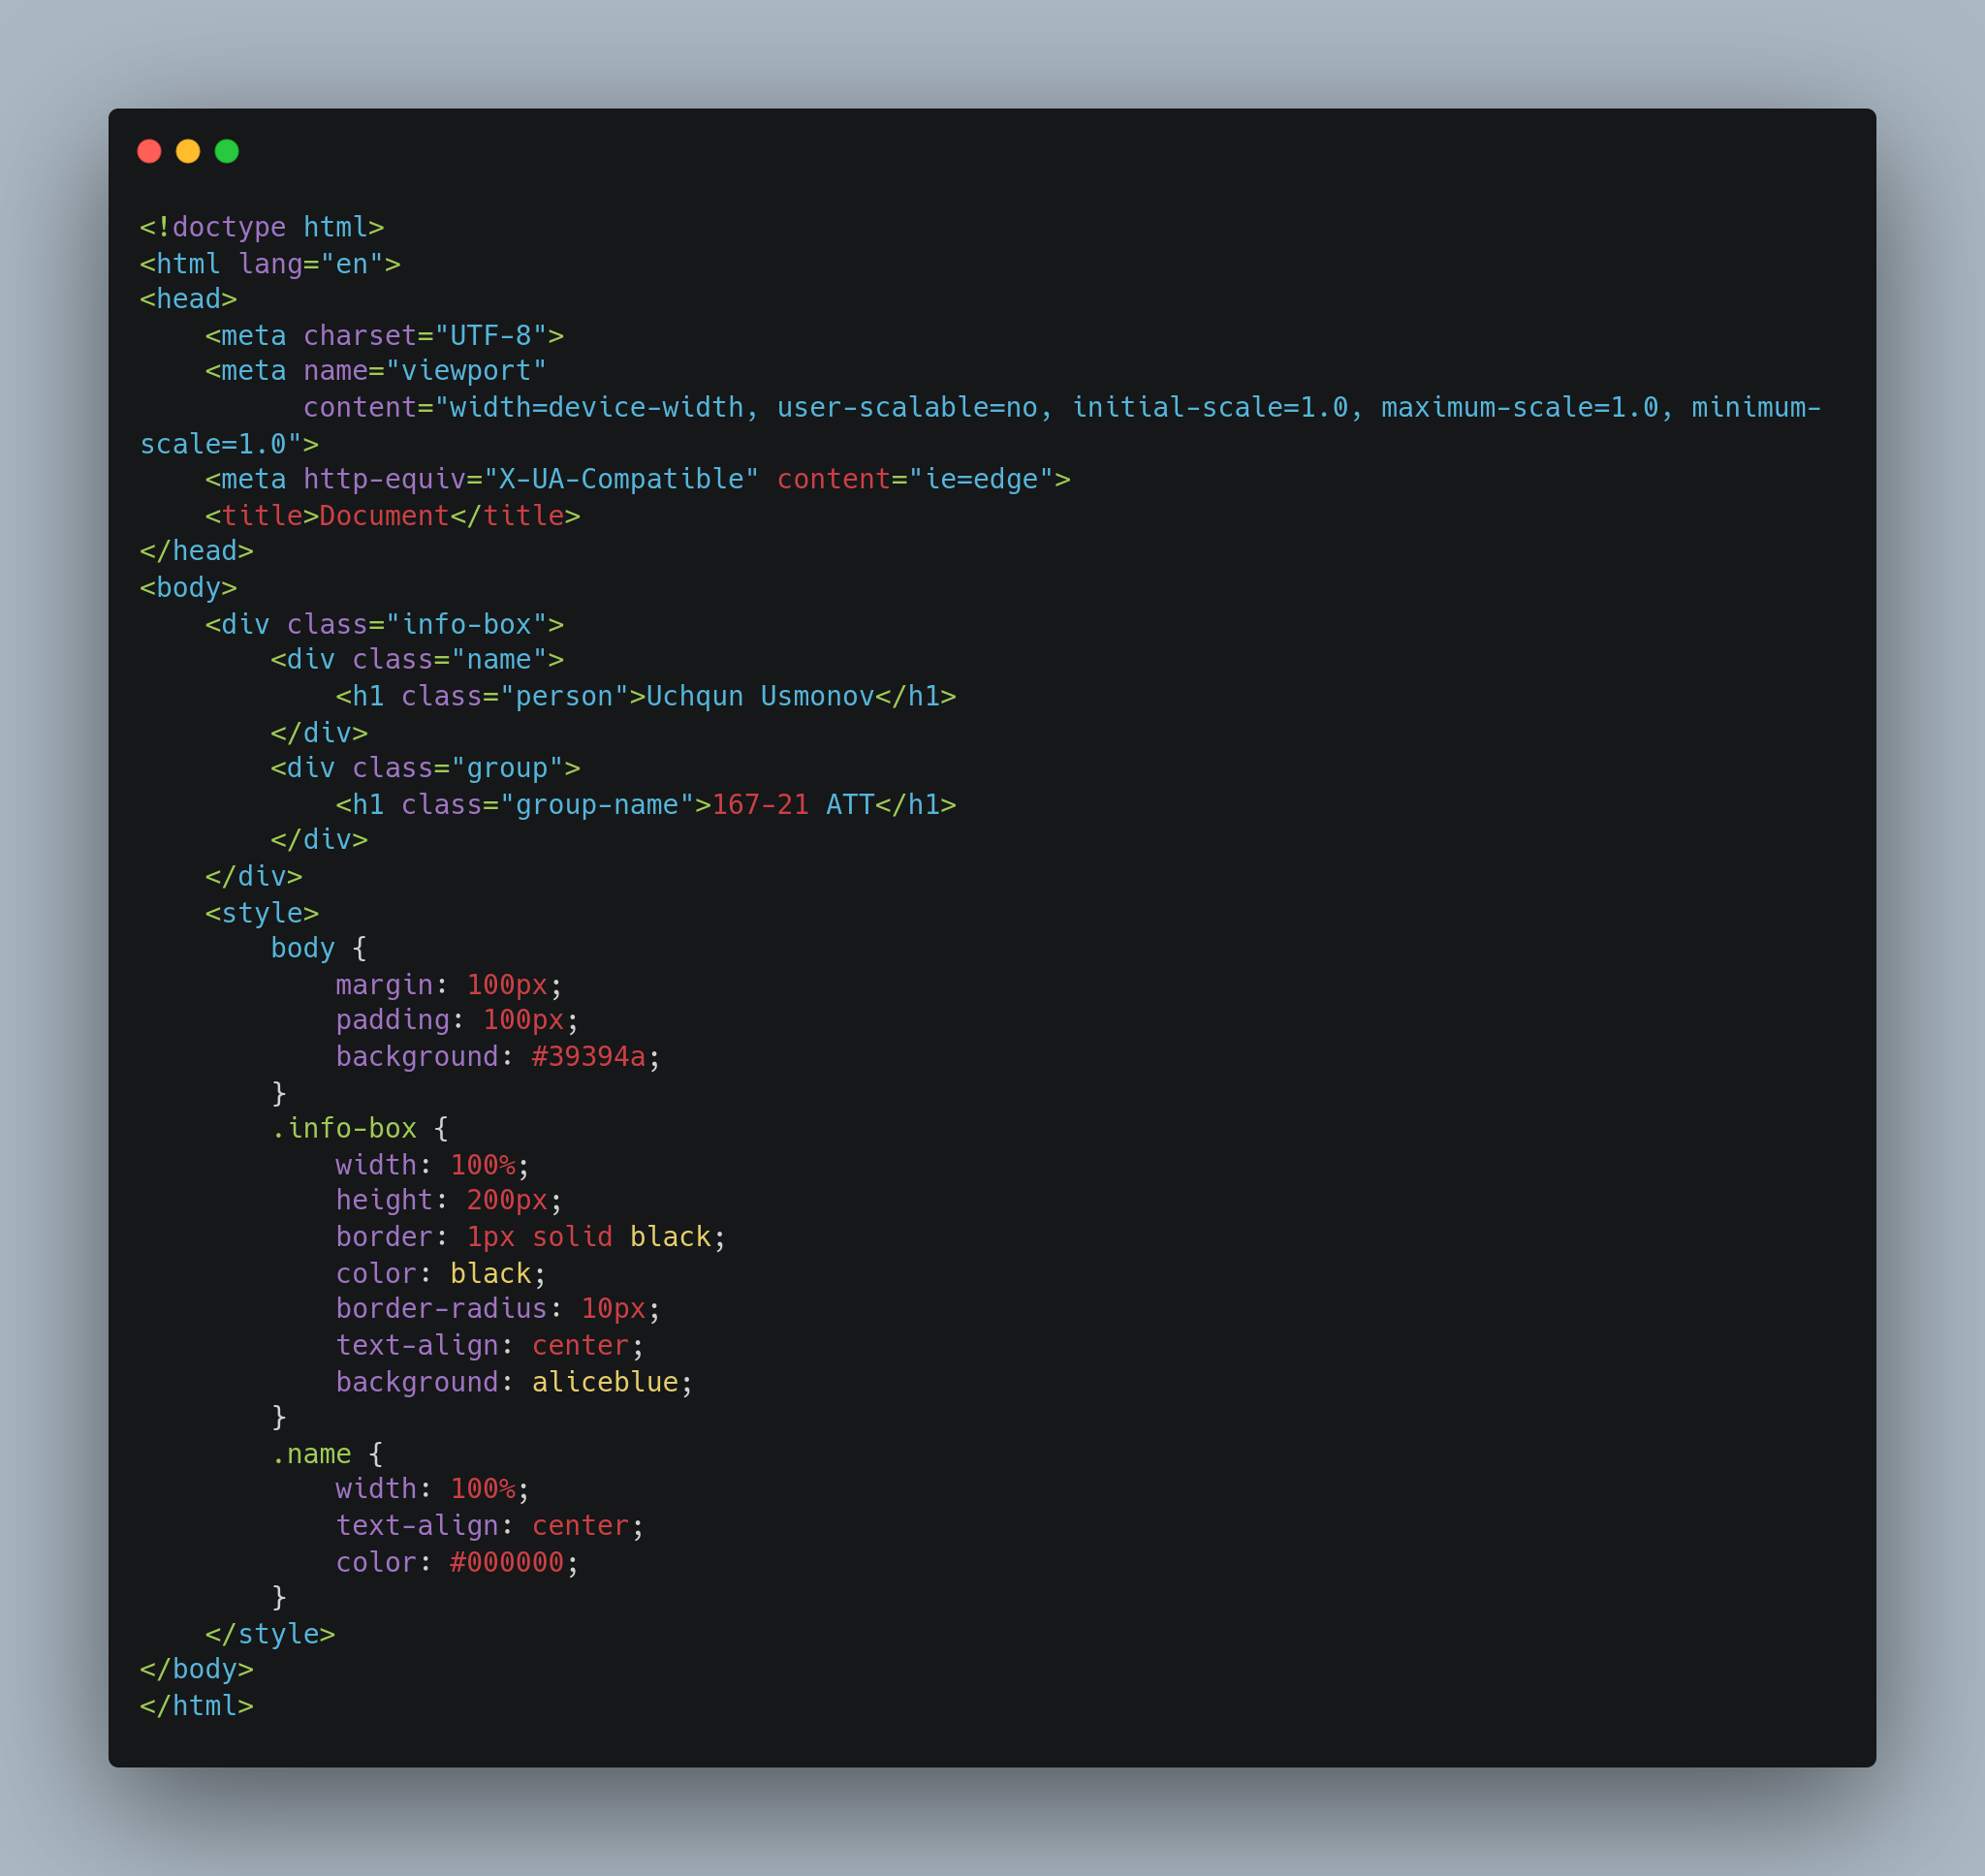 <!doctype html>
<html lang="en">
<head>
    <meta charset="UTF-8">
    <meta name="viewport"
          content="width=device-width, user-scalable=no, initial-scale=1.0, maximum-scale=1.0, minimum-
scale=1.0">
    <meta http-equiv="X-UA-Compatible" content="ie=edge">
    <title>Document</title>
</head>
<body>
    <div class="info-box">
        <div class="name">
            <h1 class="person">Uchqun Usmonov</h1>
        </div>
        <div class="group">
            <h1 class="group-name">167-21 ATT</h1>
        </div>
    </div>
    <style>
        body {
            margin: 100px;
            padding: 100px;
            background: #39394a;
        }
        .info-box {
            width: 100%;
            height: 200px;
            border: 1px solid black;
            color: black;
            border-radius: 10px;
            text-align: center;
            background: aliceblue;
        }
        .name {
            width: 100%;
            text-align: center;
            color: #000000;
        }
    </style>
</body>
</html>